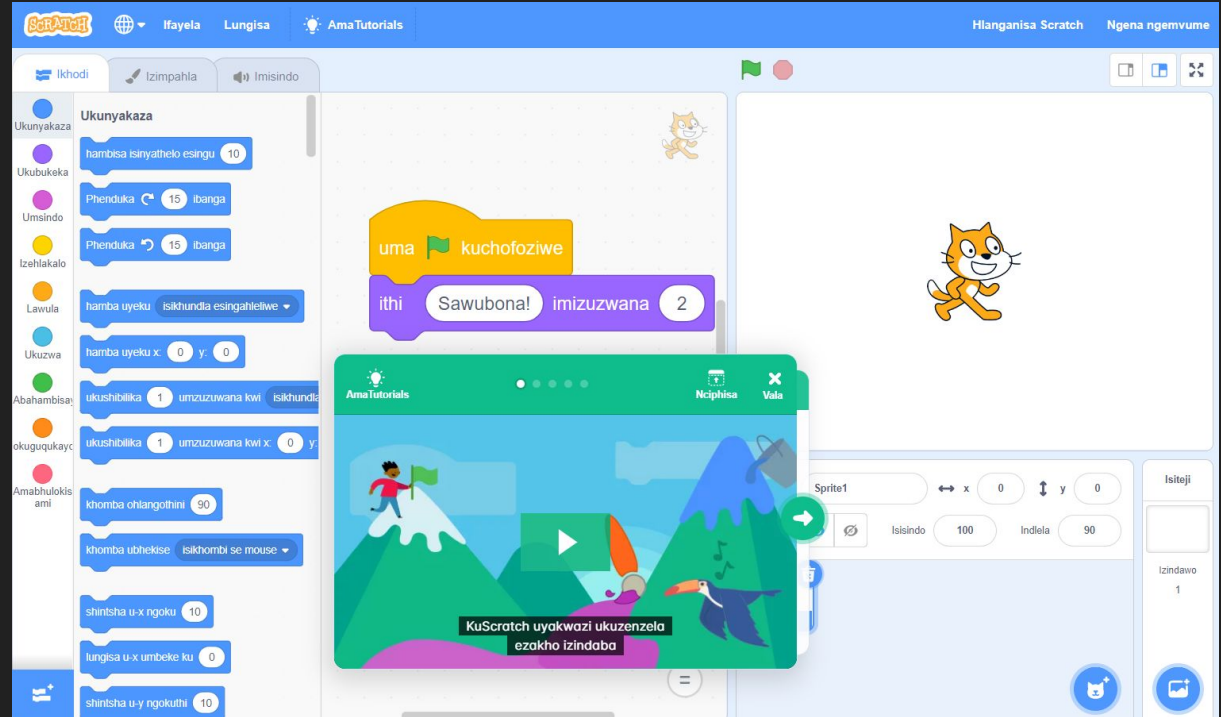 SCRATCH
Ifayela
Lungisa
AmaTutorials
Hlanganisa Scratch
Ngena ngemvume
Ikhodi
Izimpahla
Imisindo
Ukunyakaza
Ukubukeka
Umsindo
Izehlakalo
Lawula
Ukuzwa
Abahambisa
okuguqukayo
Amabhulokis
ami
Ukunyakaza
hambisa isinyathelo esingu 10
Phenduka 15 ibanga
Phenduka 15 ibanga
hamba uyeku isikhundla esingahleliwe
hamba uyeku x: 0 y: 0
ukushibilika 1 umzuzuwana kwi isikhundla
ukushibilika 1 umzuzuwana kwi x: 0 y:
khomba ohlangothini 90
khomba ubhekise isikhombi se mouse
shintsha u-x ngoku 10
lungisa u-x umbeke ku 0
shintsha u-y ngokuthi 10
uma kuchofoziwe
ithi Sawubona! imizuzwana 2
AmaTutorials
Nciphisa
Vala
KuScratch uyakwazi ukuzenzela
ezakho izindaba
Sprite1
x 0
y 0
Isisindo 100
Indlela 90
Isiteji
Izindawo
1